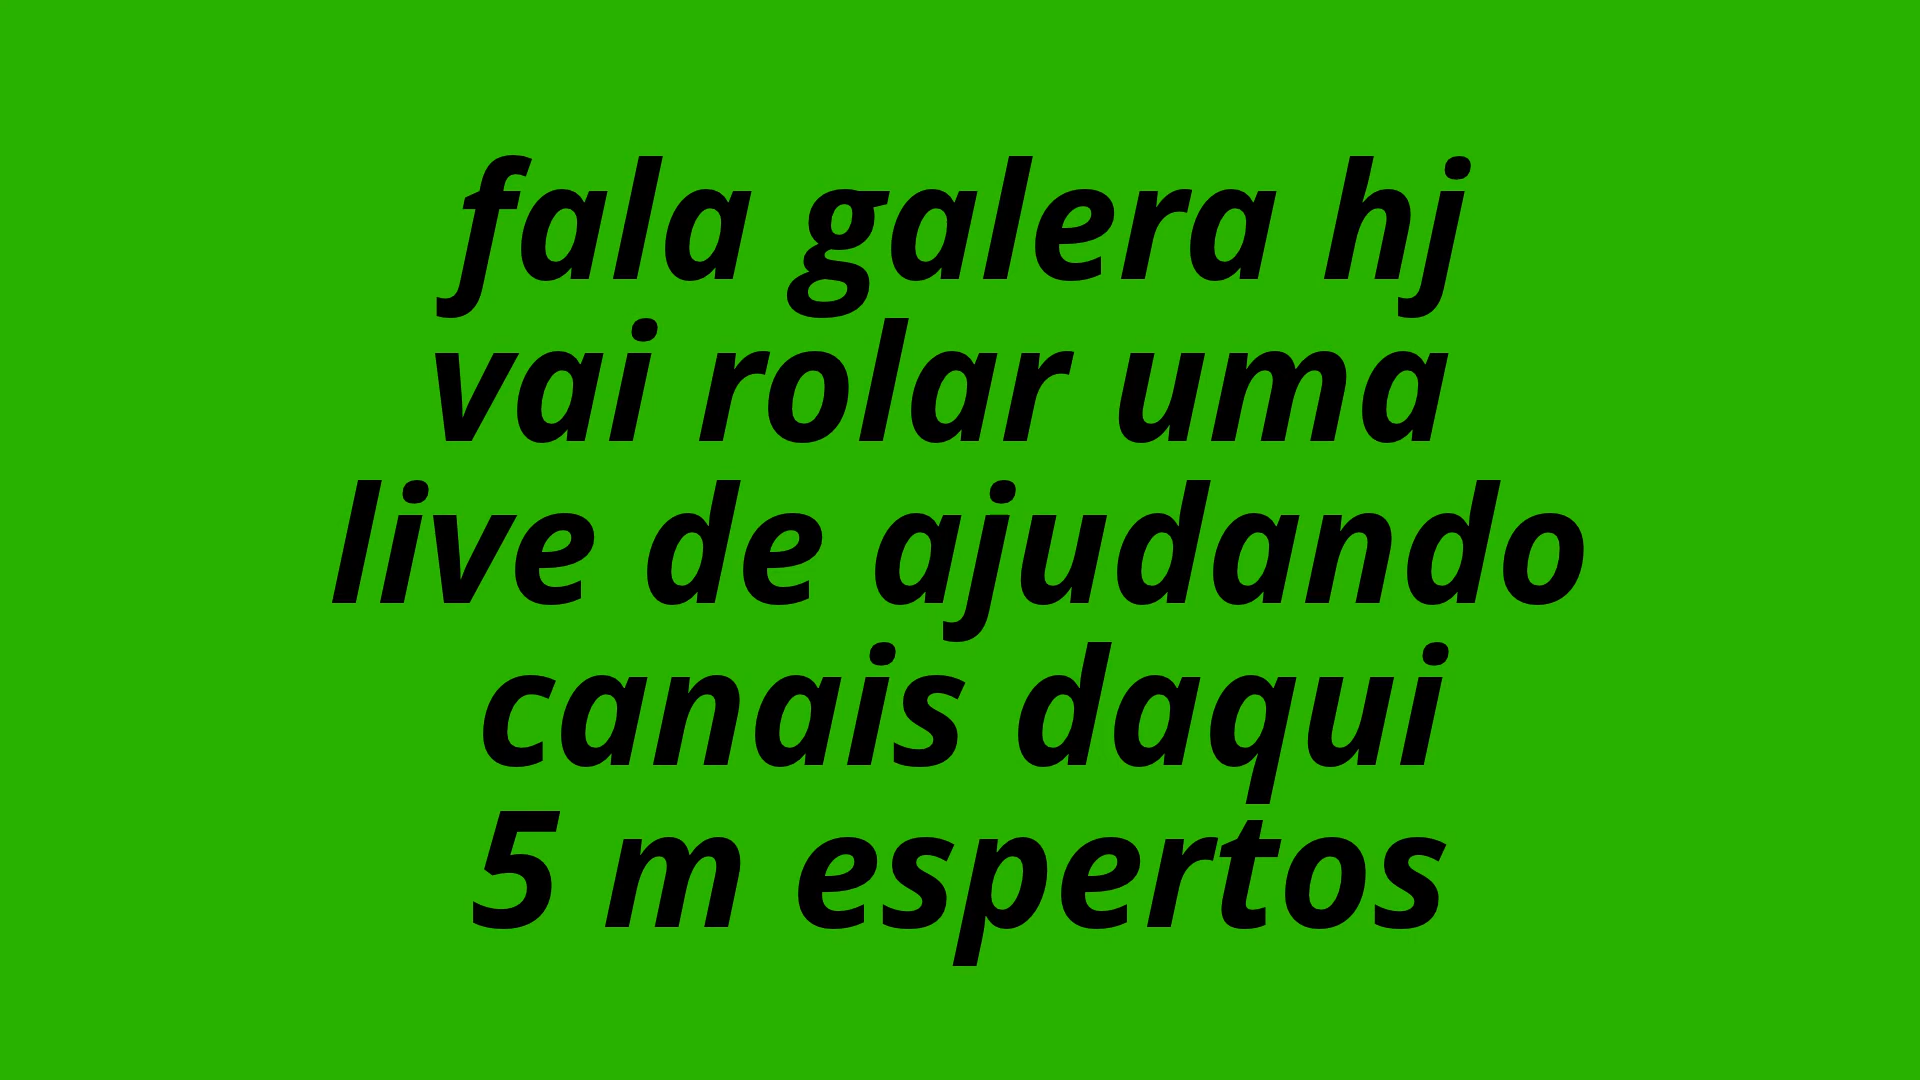 fala galera hj
vai rolar uma
live de ajudando
canais daqui
5 m espertos